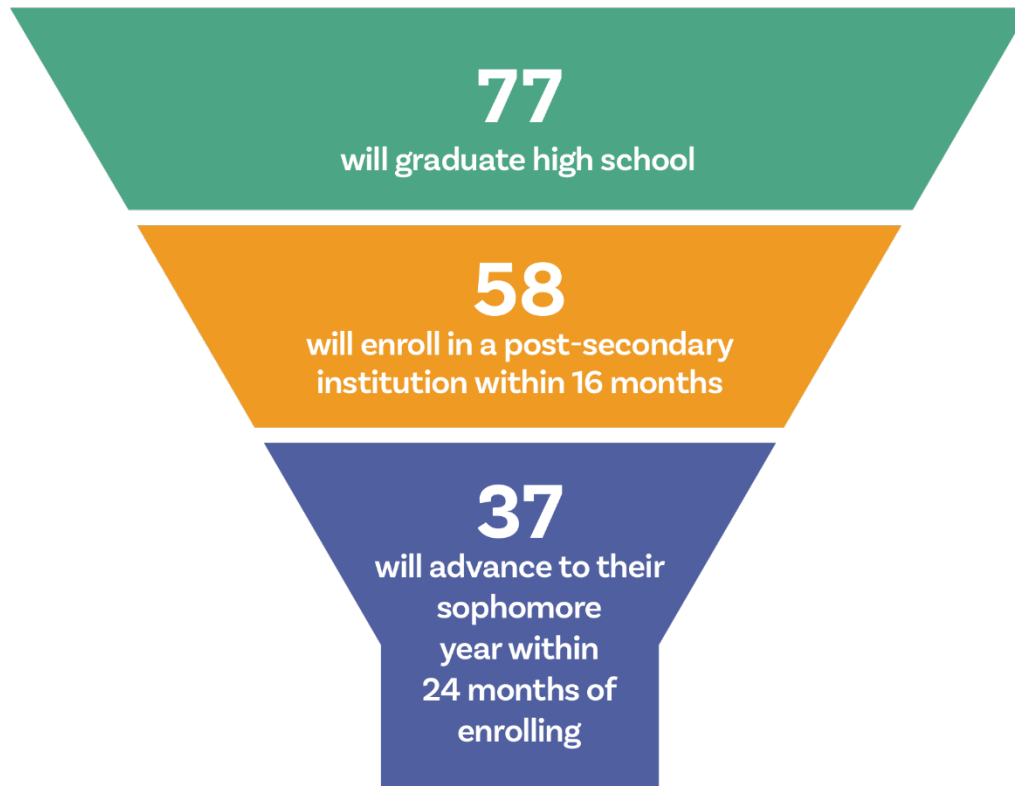 77
will graduate high school
58
will enroll in a post-secondary
institution within 16 months
37
will advance to their
sophomore
year within
24 months of
enrolling